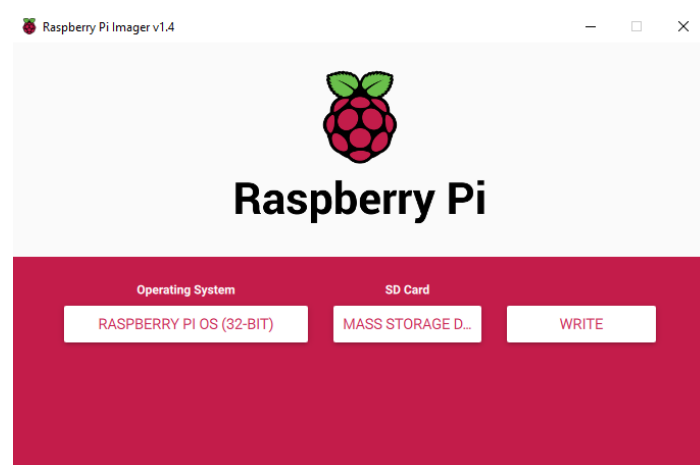 Raspberry Pi Imager v1.4
Raspberry Pi
Operating System
SD Card
RASPBERRY PI OS (32-BIT)
MASS STORAGE D...
WRITE